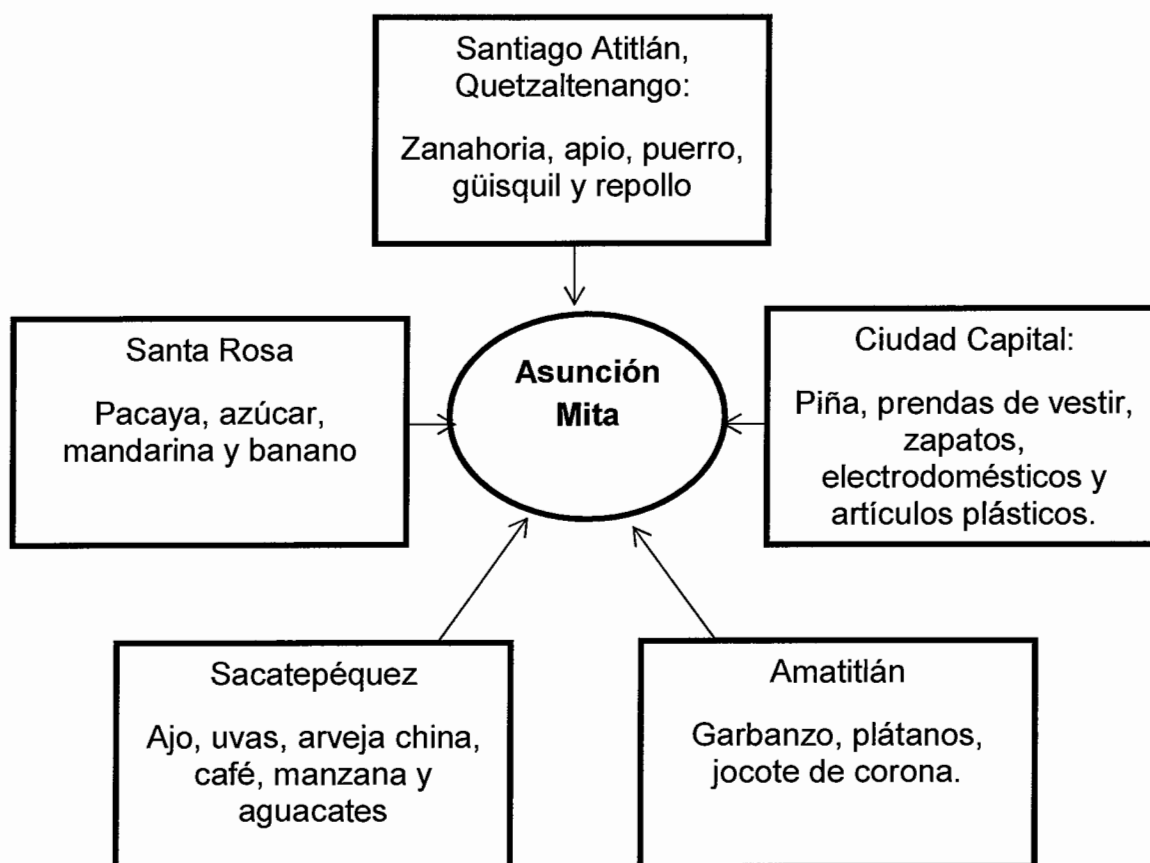 Santiago Atitlán,
Quetzaltenango:
Zanahoria, apio, puerro,
güisquil y repollo
Santa Rosa
Pacaya, azúcar,
mandarina y banano
Asunción
Mita
Ciudad Capital:
Piña, prendas de vestir,
zapatos,
electrodomésticos y
artículos plásticos.
Sacatepéquez
Ajo, uvas, arveja china,
café, manzana y
aguacates
Amatitlán
Garbanzo, plátanos,
jocote de corona.